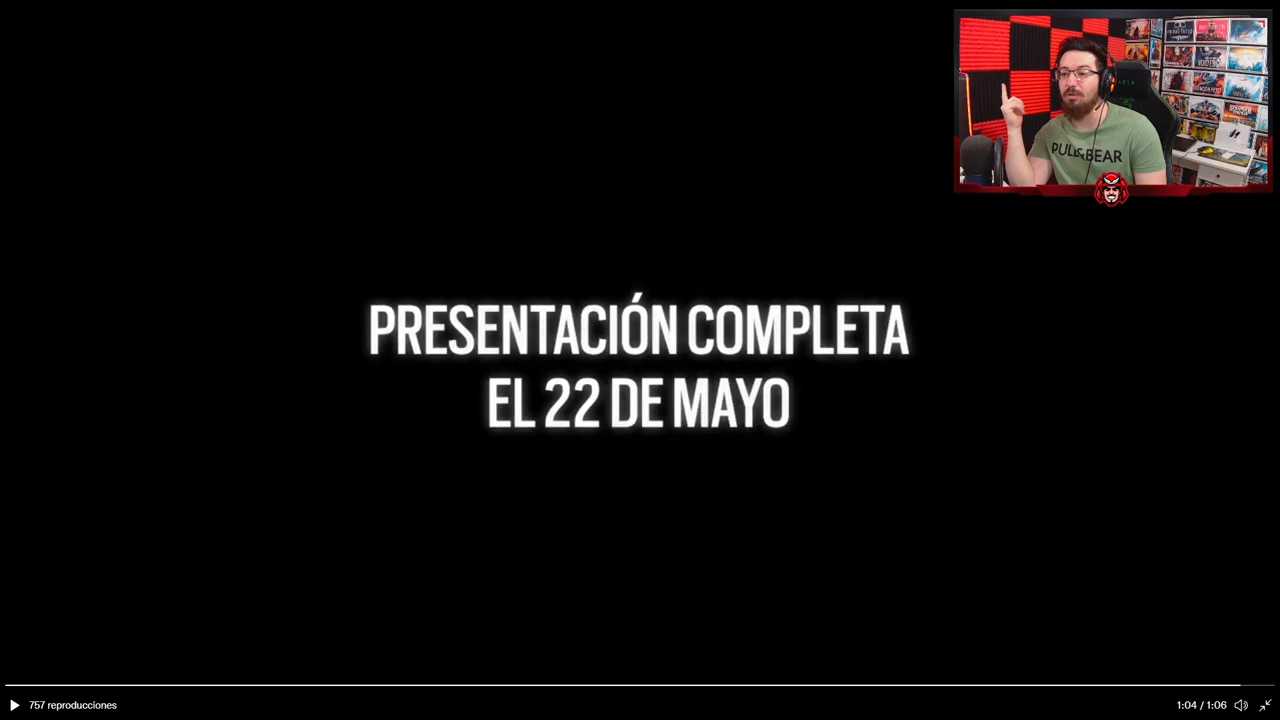 PULL&BEAR
PRESENTACIÓN COMPLETA
EL 22 DE MAYO
757 reproducciones
1:04 / 1:06